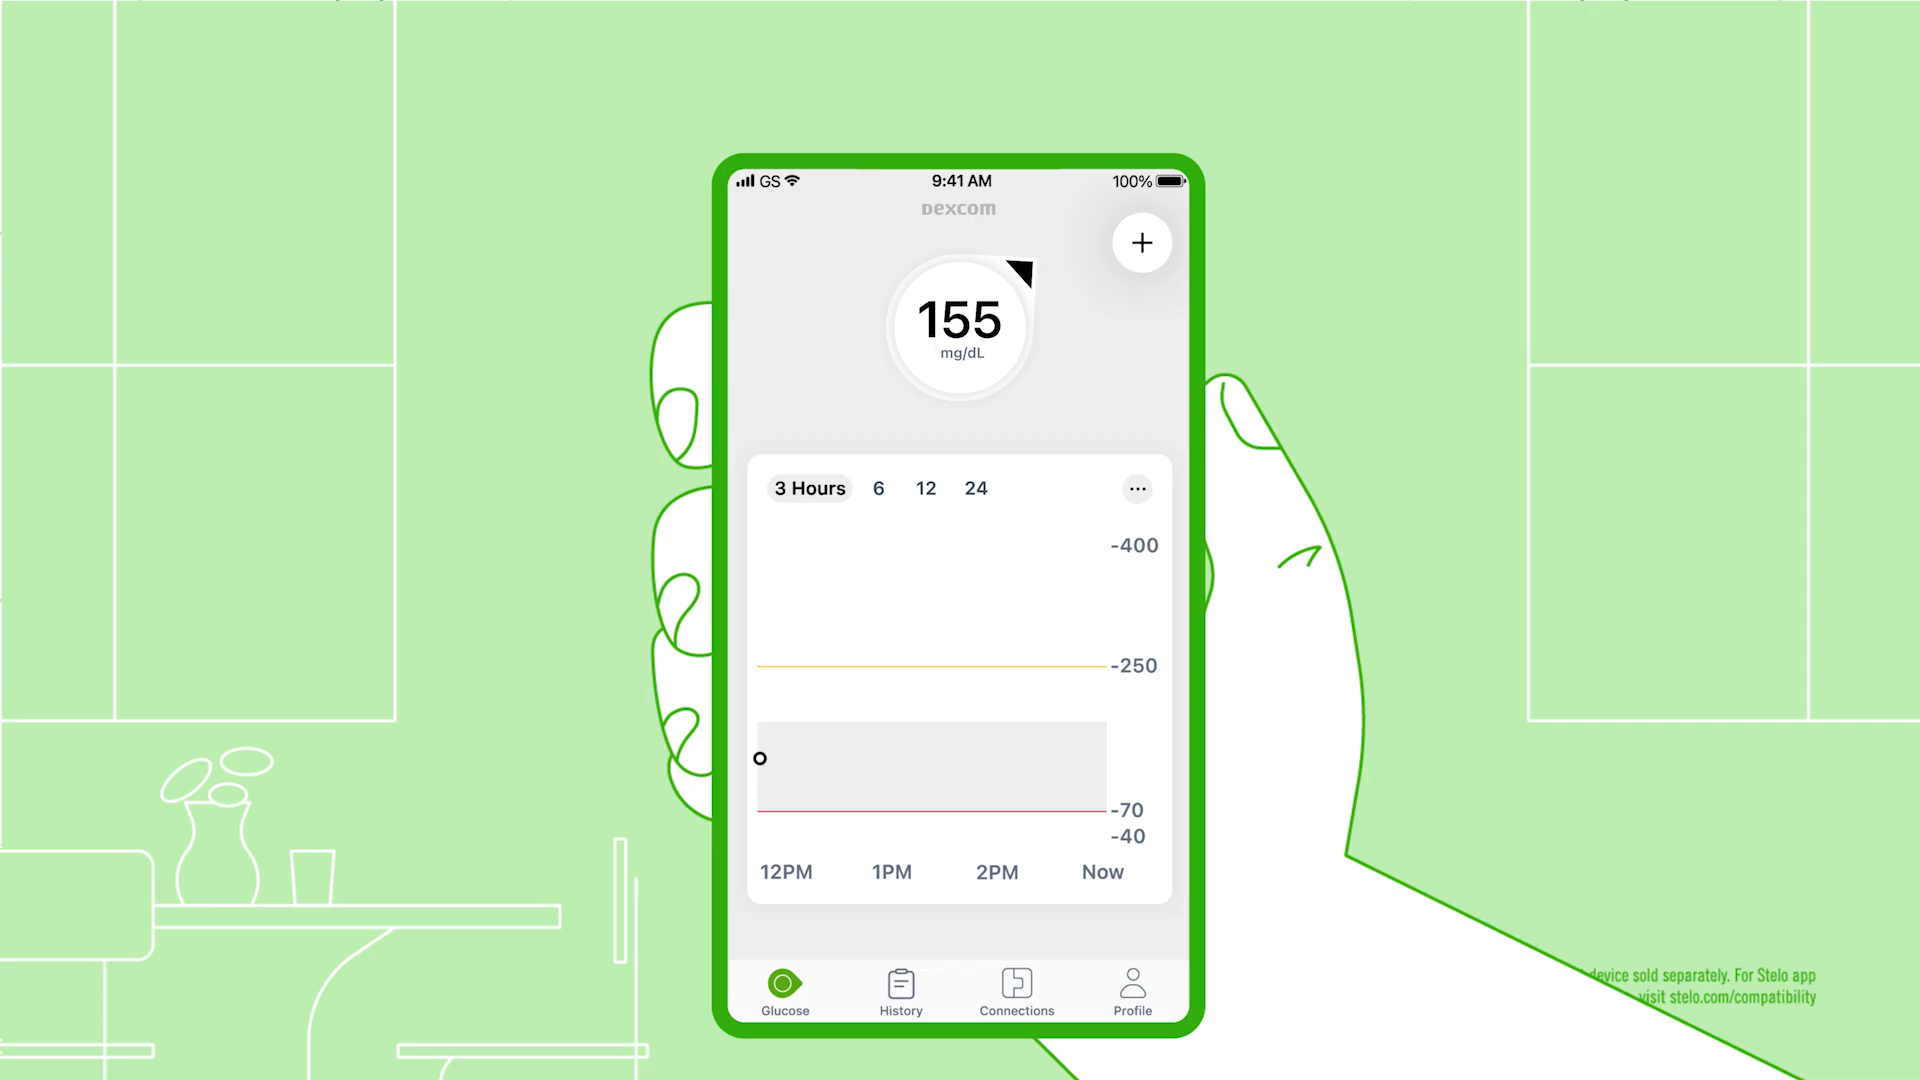 GS 9:41 AM 100%
Dexcom
+
155
mg/dL
3 Hours 6 12 24 ...
-400
-250
-70
-40
12PM 1PM 2PM Now
Glucose History Connections Profile
device sold separately. For Stelo app
visit stelo.com/compatibility